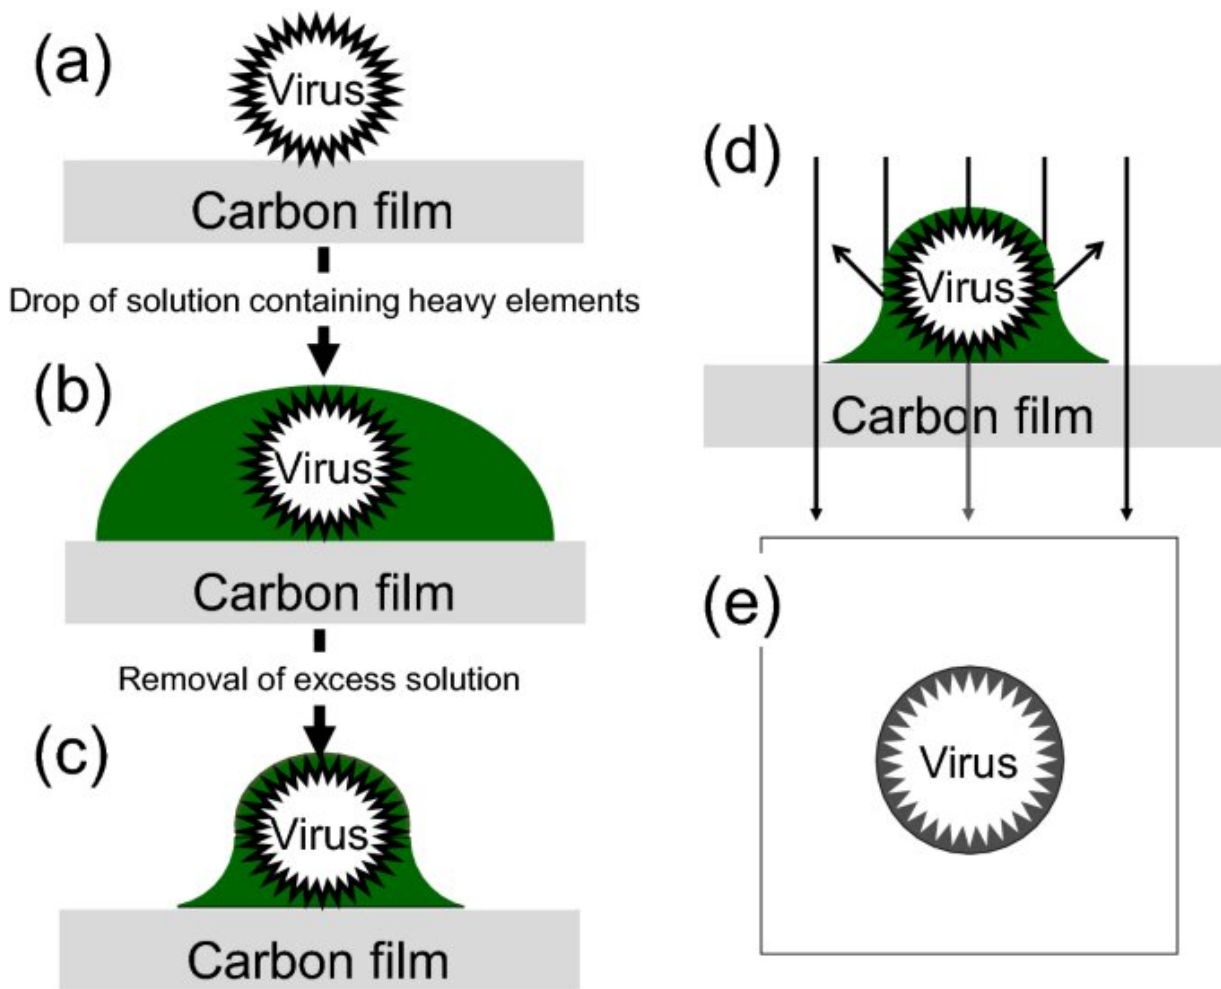 (a)
Virus
Carbon film
Drop of solution containing heavy elements
(b)
Virus
Carbon film
Removal of excess solution
(c)
Virus
Carbon film
(d)
Virus
Carbon film
(e)
Virus